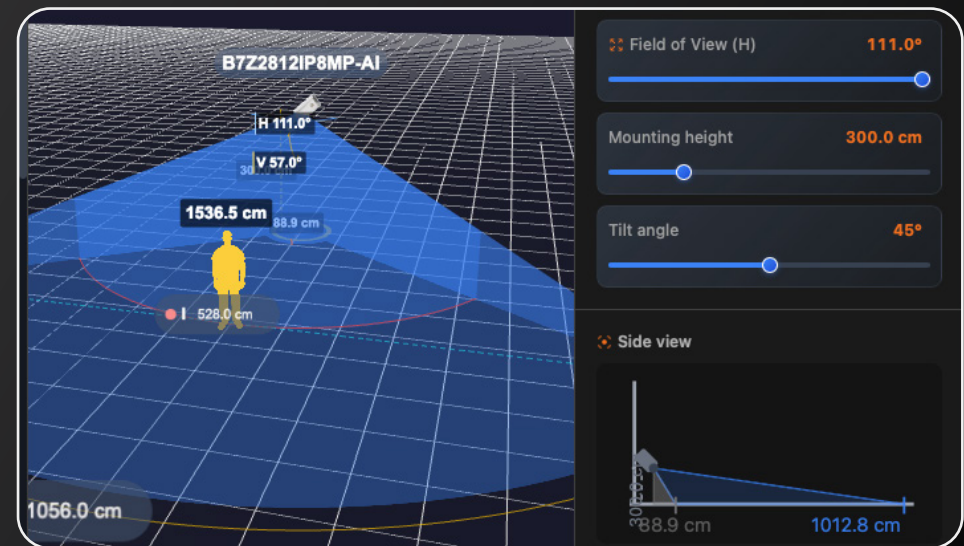 B7Z2812IP8MP-AI
H 111.0°
V 57.0°
1536.5 cm
88.9 cm
I 528.0 cm
1056.0 cm
Field of View (H) 111.0°
Mounting height 300.0 cm
Tilt angle 45°
Side view
88.9 cm 1012.8 cm